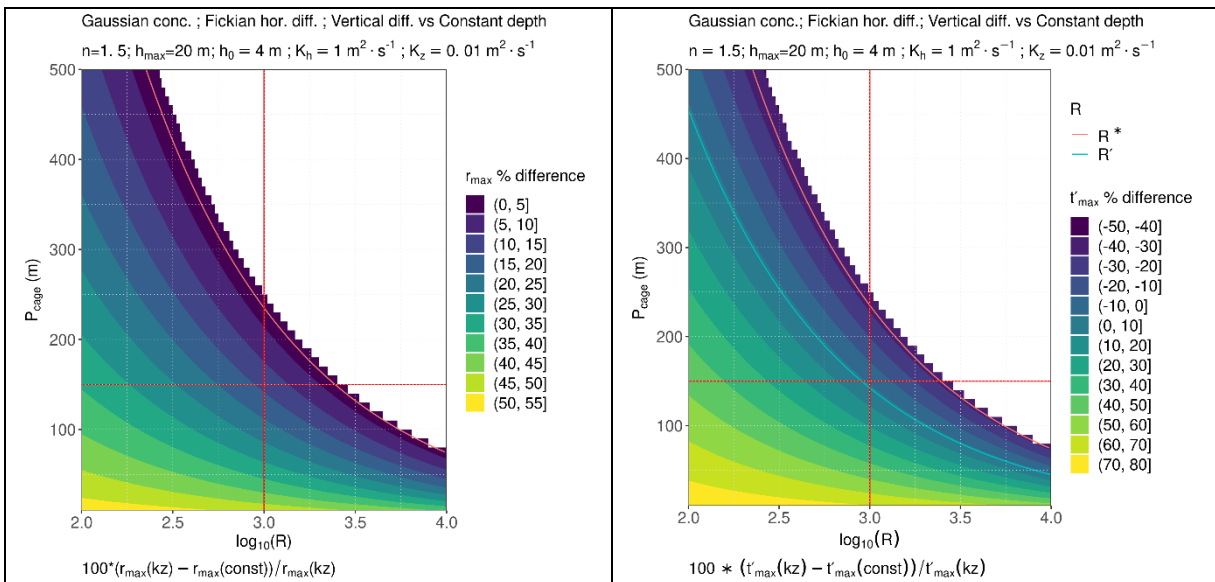 Gaussian conc. ; Fickian hor. diff. ; Vertical diff. vs Constant depth
n=1. 5; hmax=20 m; h0 = 4 m ; Kh = 1 m² · s⁻¹ ; Kz = 0. 01 m² · s⁻¹
500
400
300
200
100
Pcage (m)
2.0 2.5 3.0 3.5 4.0
log10(R)
100*(rmax(kz) − rmax(const))/rmax(kz)
rmax % difference
(0, 5]
(5, 10]
(10, 15]
(15, 20]
(20, 25]
(25, 30]
(30, 35]
(35, 40]
(40, 45]
(45, 50]
(50, 55]
Gaussian conc.; Fickian hor. diff.; Vertical diff. vs Constant depth
n = 1.5; hmax=20 m; h0 = 4 m ; Kh = 1 m² · s⁻¹ ; Kz = 0.01 m² · s⁻¹
500
400
300
200
100
Pcage (m)
2.0 2.5 3.0 3.5 4.0
log10(R)
100 * (t′max(kz) − t′max(const))/t′max(kz)
R
R*
R′
t′max % difference
(-50, -40]
(-40, -30]
(-30, -20]
(-20, -10]
(-10, 0]
(0, 10]
(10, 20]
(20, 30]
(30, 40]
(40, 50]
(50, 60]
(60, 70]
(70, 80]